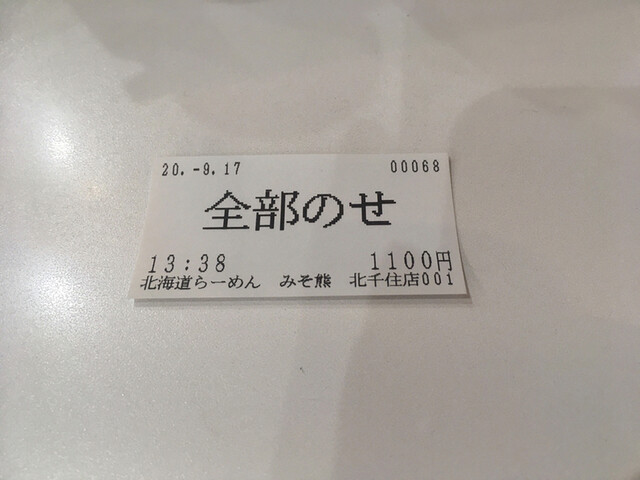 20.-9.17 00068
全部のせ
13:38 1100円
北海道らーめん みそ熊 北千住店001